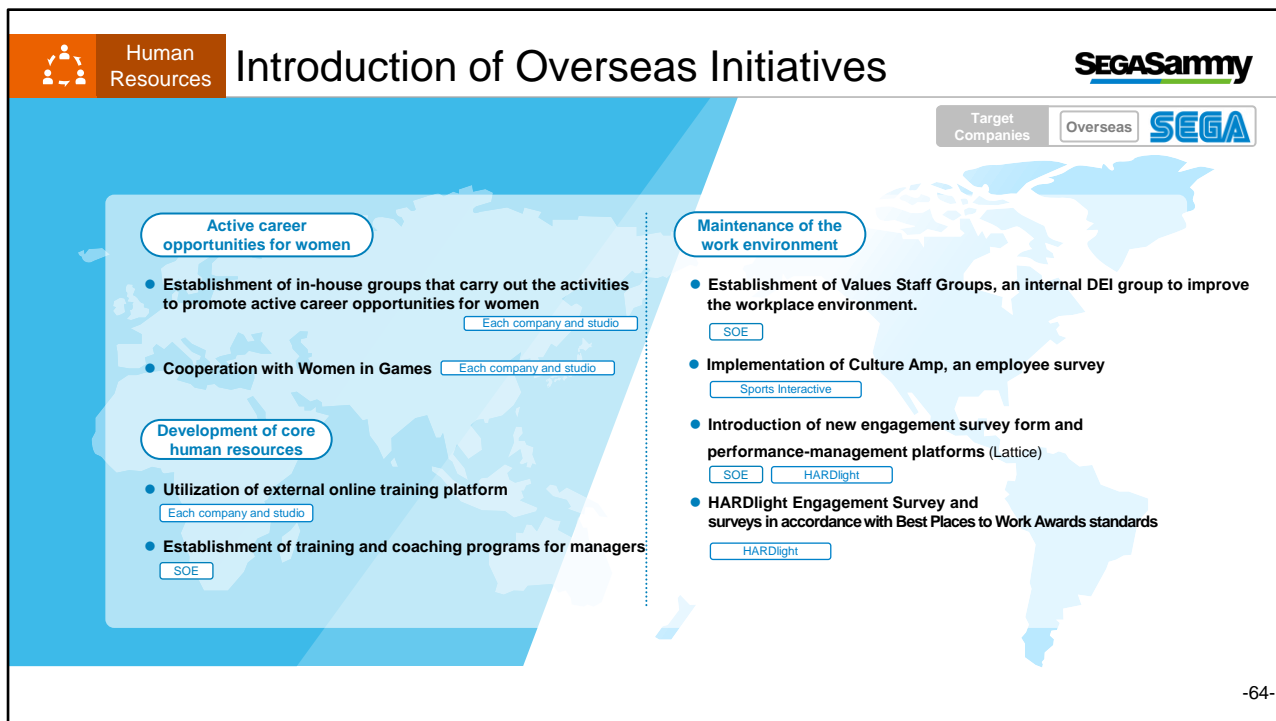 Human
Resources
Introduction of Overseas Initiatives
SEGASammy
Target
Companies
Overseas
SEGA
Active career
opportunities for women
● Establishment of in-house groups that carry out the activities
to promote active career opportunities for women
Each company and studio
● Cooperation with Women in Games
Each company and studio
Development of core
human resources
● Utilization of external online training platform
Each company and studio
● Establishment of training and coaching programs for managers
SOE
Maintenance of the
work environment
● Establishment of Values Staff Groups, an internal DEI group to improve
the workplace environment.
SOE
● Implementation of Culture Amp, an employee survey
Sports Interactive
● Introduction of new engagement survey form and
performance-management platforms (Lattice)
SOE
HARDlight
● HARDlight Engagement Survey and
surveys in accordance with Best Places to Work Awards standards
HARDlight
-64-